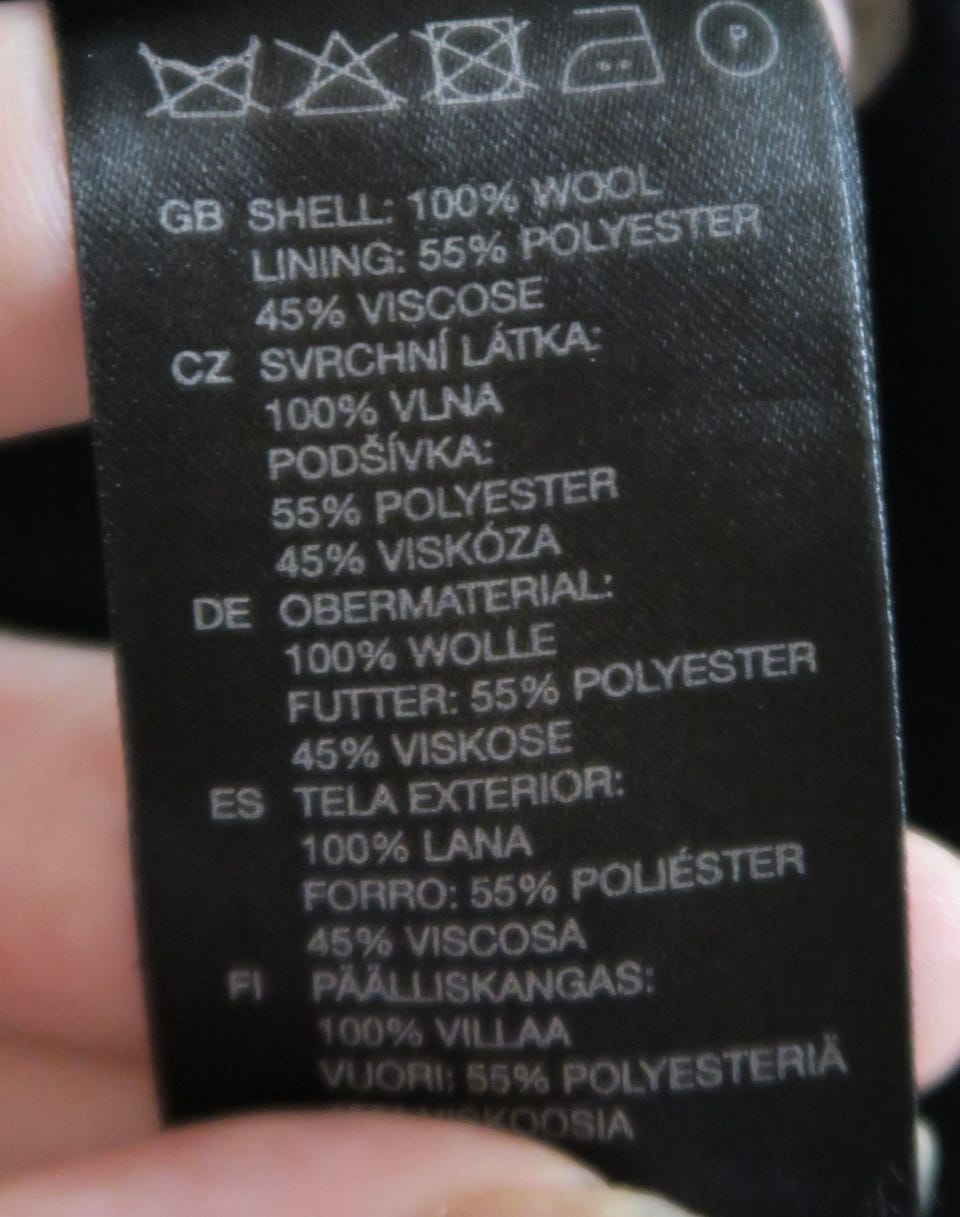 P
GB SHELL: 100% WOOL
LINING: 55% POLYESTER
45% VISCOSE
CZ SVRCHNÍ LÁTKA:
100% VLNA
PODŠÍVKA:
55% POLYESTER
45% VISKÓZA
DE OBERMATERIAL:
100% WOLLE
FUTTER: 55% POLYESTER
45% VISKOSE
ES TELA EXTERIOR:
100% LANA
FORRO: 55% POLIÉSTER
45% VISCOSA
FI PÄÄLLISKANGAS:
100% VILLAA
VUORI: 55% POLYESTERIÄ
VISKOOSIA